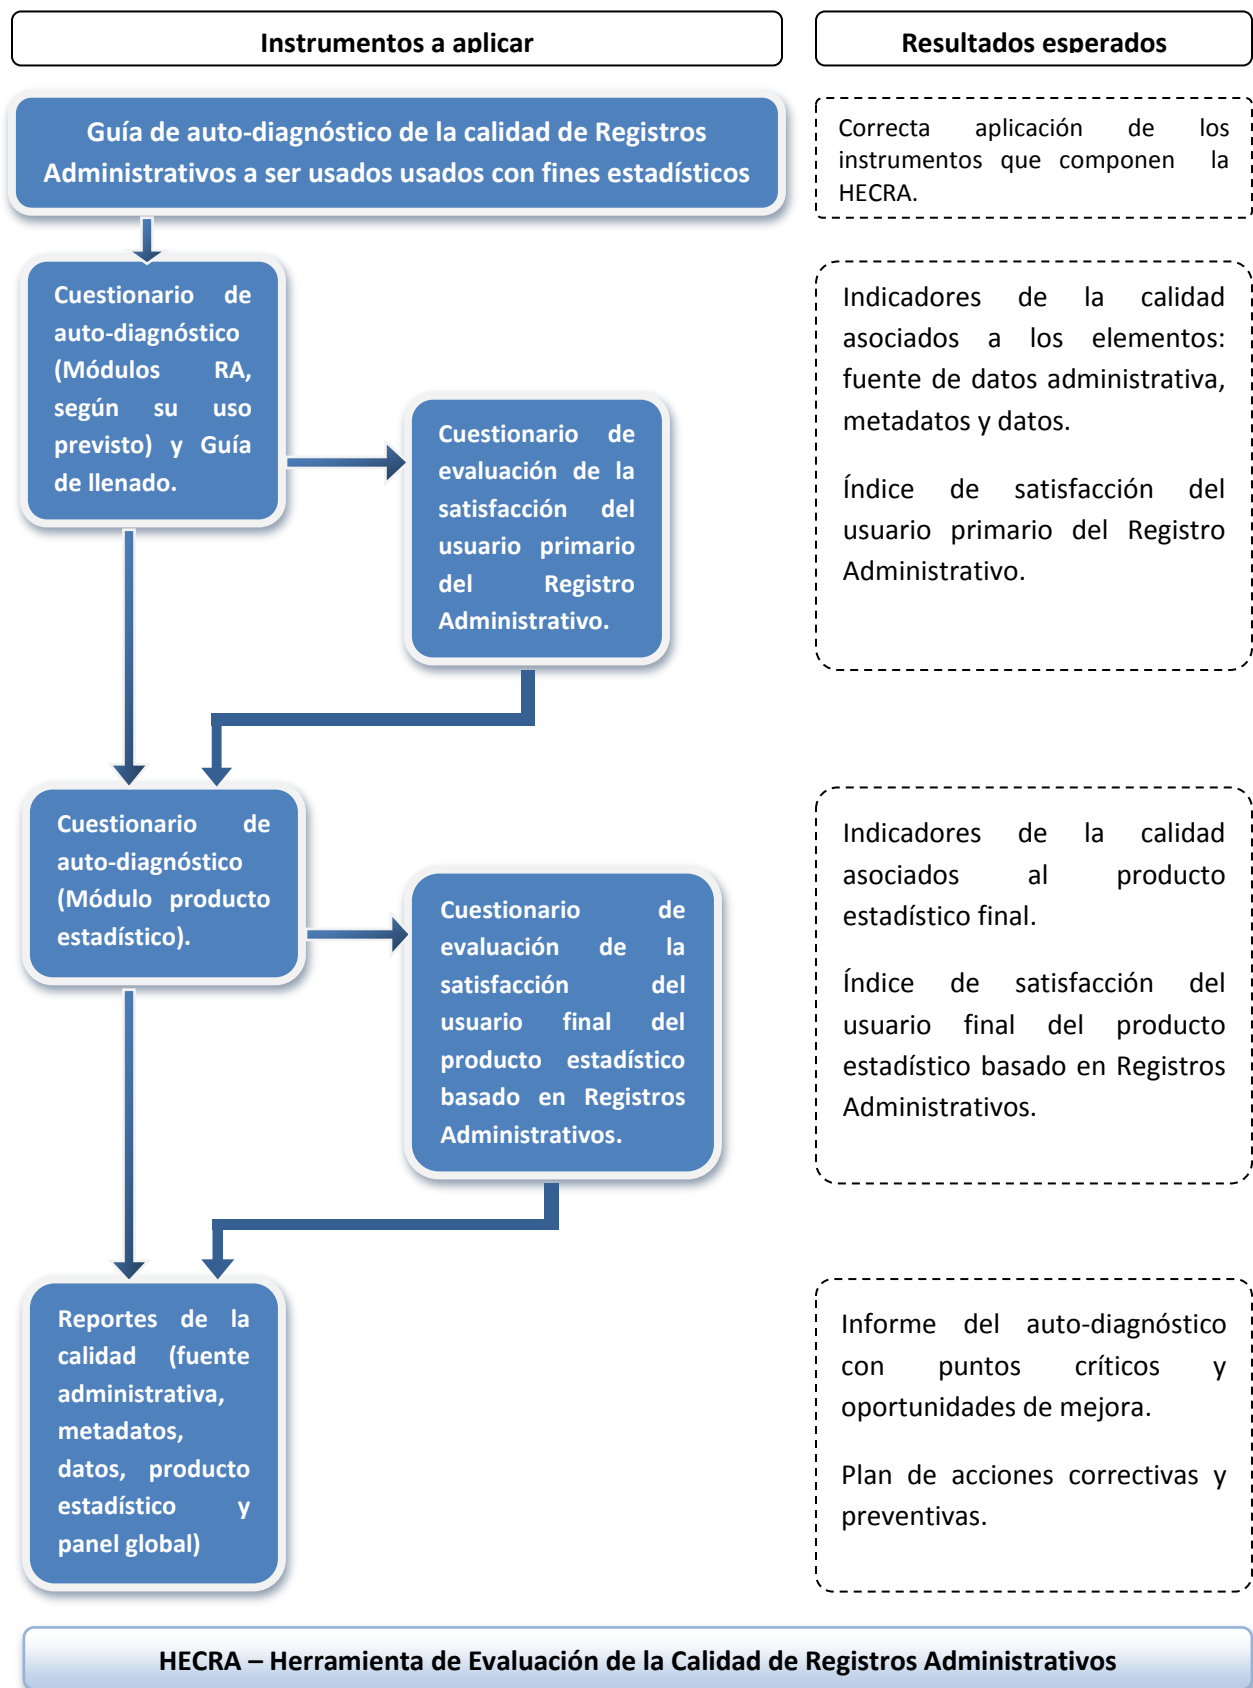 Instrumentos a aplicar
Resultados esperados
Guía de auto-diagnóstico de la calidad de Registros
Administrativos a ser usados usados con fines estadísticos
Correcta aplicación de los
instrumentos que componen la
HECRA.
Cuestionario de
auto-diagnóstico
(Módulos RA,
según su uso
previsto) y Guía
de llenado.
Cuestionario de
evaluación de la
satisfacción del
usuario primario
del Registro
Administrativo.
Indicadores de la calidad
asociados a los elementos:
fuente de datos administrativa,
metadatos y datos.
Índice de satisfacción del
usuario primario del Registro
Administrativo.
Cuestionario de
auto-diagnóstico
(Módulo producto
estadístico).
Cuestionario de
evaluación de la
satisfacción del
usuario final del
producto estadístico
basado en Registros
Administrativos.
Indicadores de la calidad
asociados al producto
estadístico final.
Índice de satisfacción del
usuario final del producto
estadístico basado en Registros
Administrativos.
Reportes de la
calidad (fuente
administrativa,
metadatos,
datos, producto
estadístico y
panel global)
Informe del auto-diagnóstico
con puntos críticos y
oportunidades de mejora.
Plan de acciones correctivas y
preventivas.
HECRA – Herramienta de Evaluación de la Calidad de Registros Administrativos